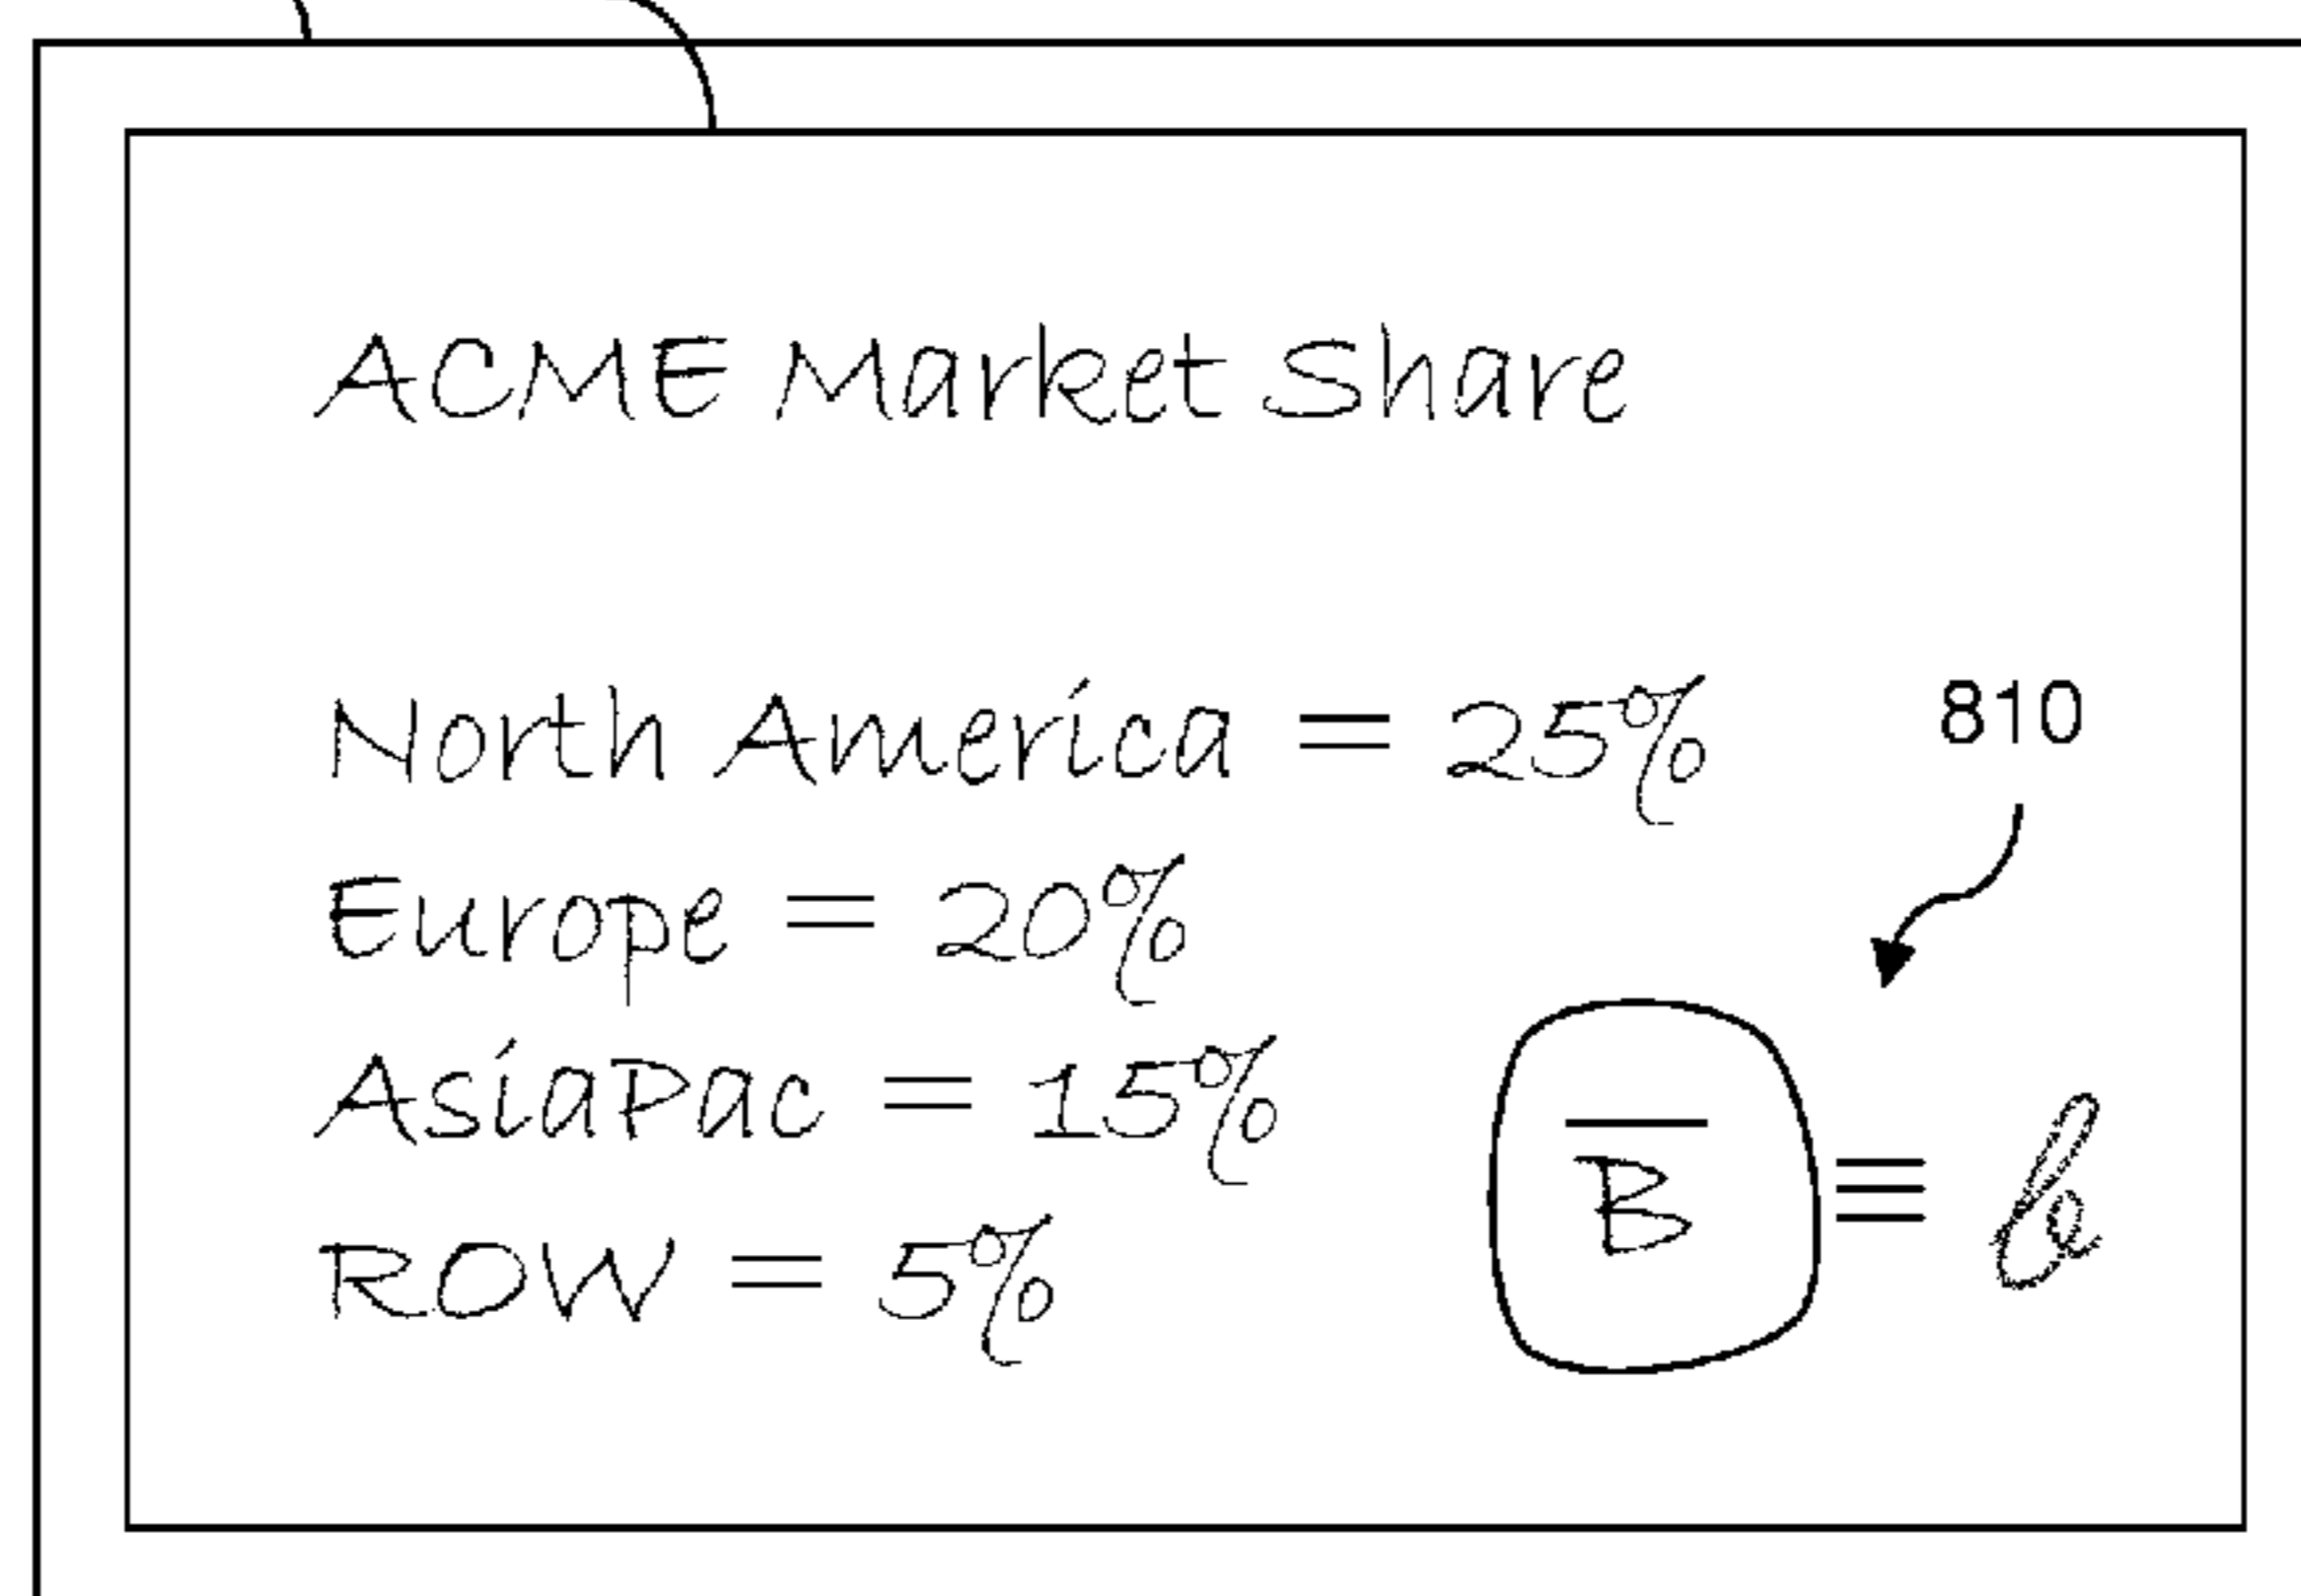 ACME Market Share
North America = 25%
810
Europe = 20%
AsiaPac = 15%
B̅ ≡ b
ROW = 5%